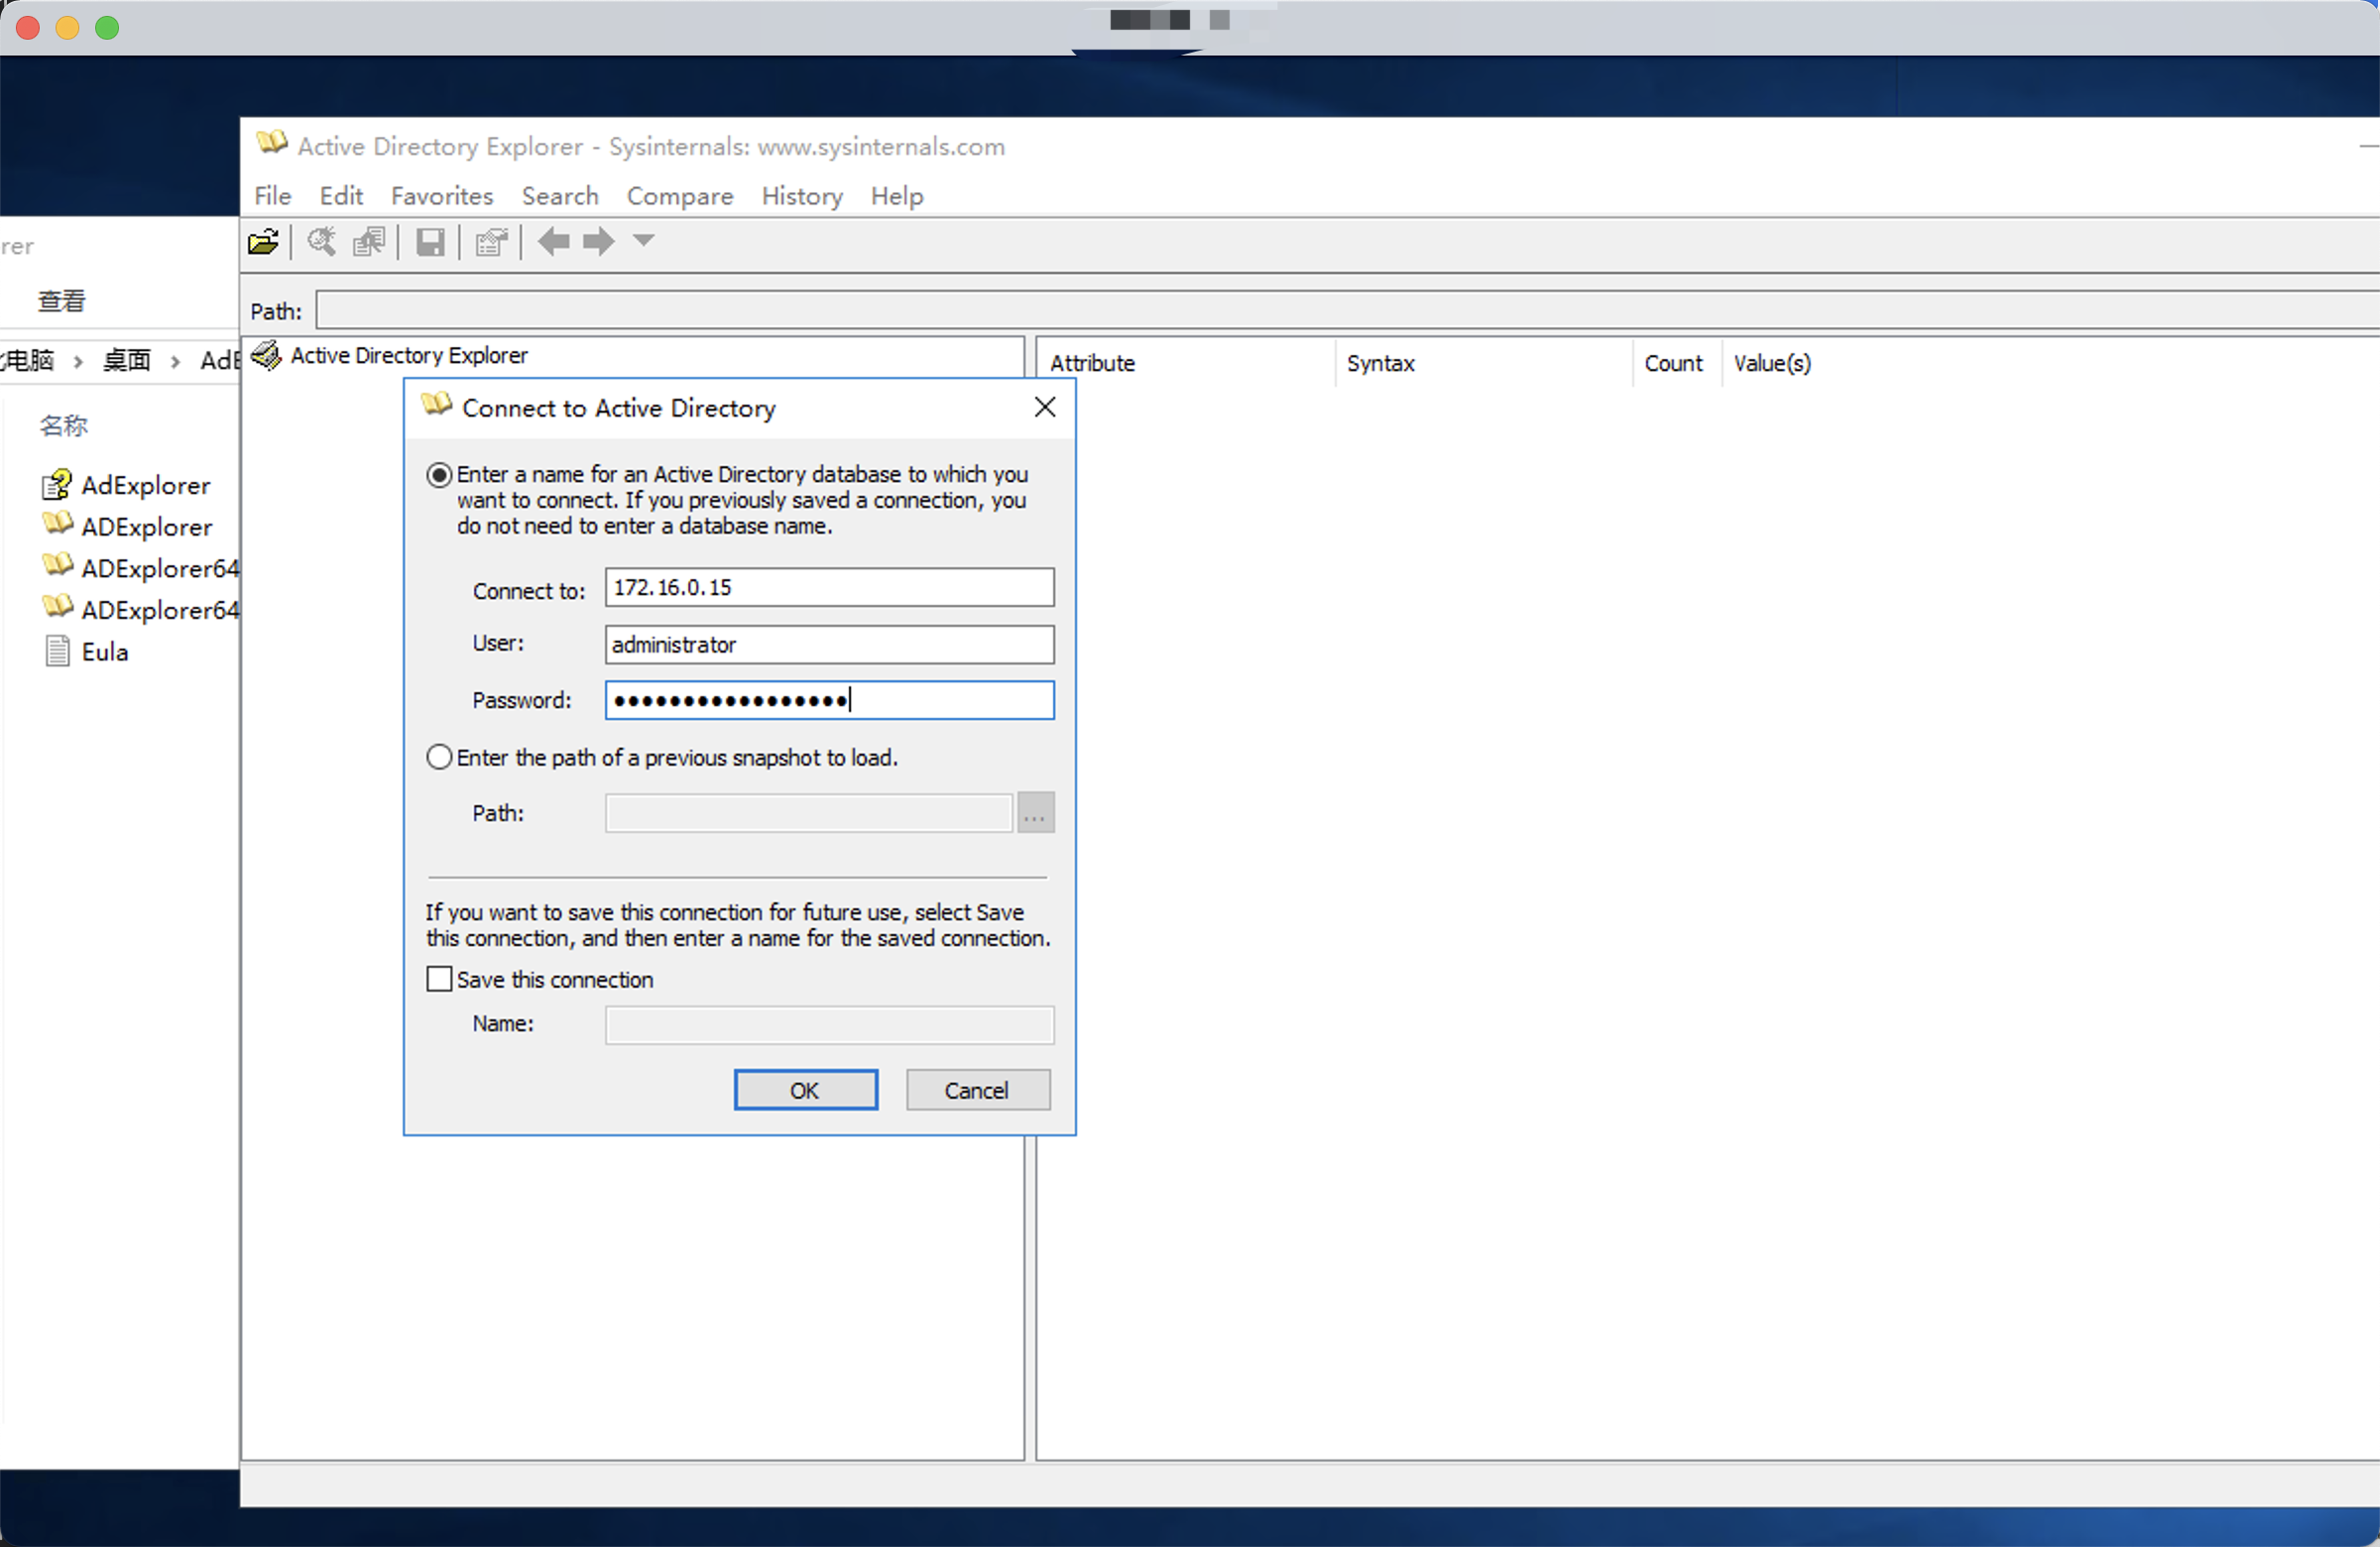 Active Directory Explorer - Sysinternals: www.sysinternals.com
File Edit Favorites Search Compare History Help
rer
查看
Path:
电脑 › 桌面 › AdE
Active Directory Explorer
Attribute Syntax Count Value(s)
名称
AdExplorer
ADExplorer
ADExplorer64
ADExplorer64
Eula
Connect to Active Directory
Enter a name for an Active Directory database to which you
want to connect. If you previously saved a connection, you
do not need to enter a database name.
Connect to: 172.16.0.15
User: administrator
Password: •••••••••••••••••
Enter the path of a previous snapshot to load.
Path: ...
If you want to save this connection for future use, select Save
this connection, and then enter a name for the saved connection.
Save this connection
Name:
OK Cancel